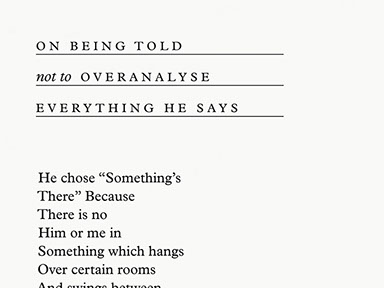 ON BEING TOLD
not to OVERANALYSE
EVERYTHING HE SAYS
He chose “Something’s
There” Because
There is no
Him or me in
Something which hangs
Over certain rooms
And swings between